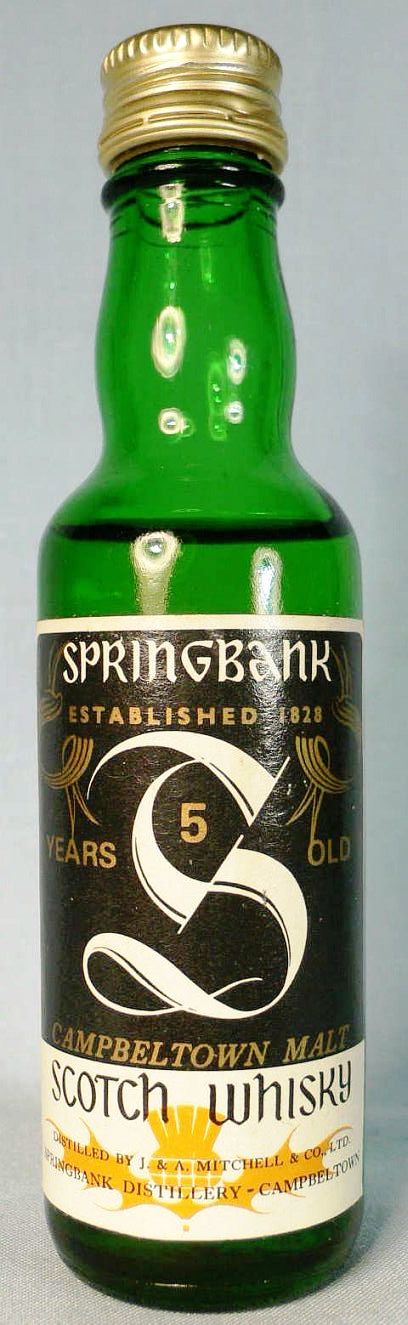 SPRINGBANK
ESTABLISHED 1828
S
5
YEARS OLD
CAMPBELTOWN MALT
SCOTCH WHISKY
DISTILLED BY J. & A. MITCHELL & CO., LTD.
SPRINGBANK DISTILLERY - CAMPBELTOWN